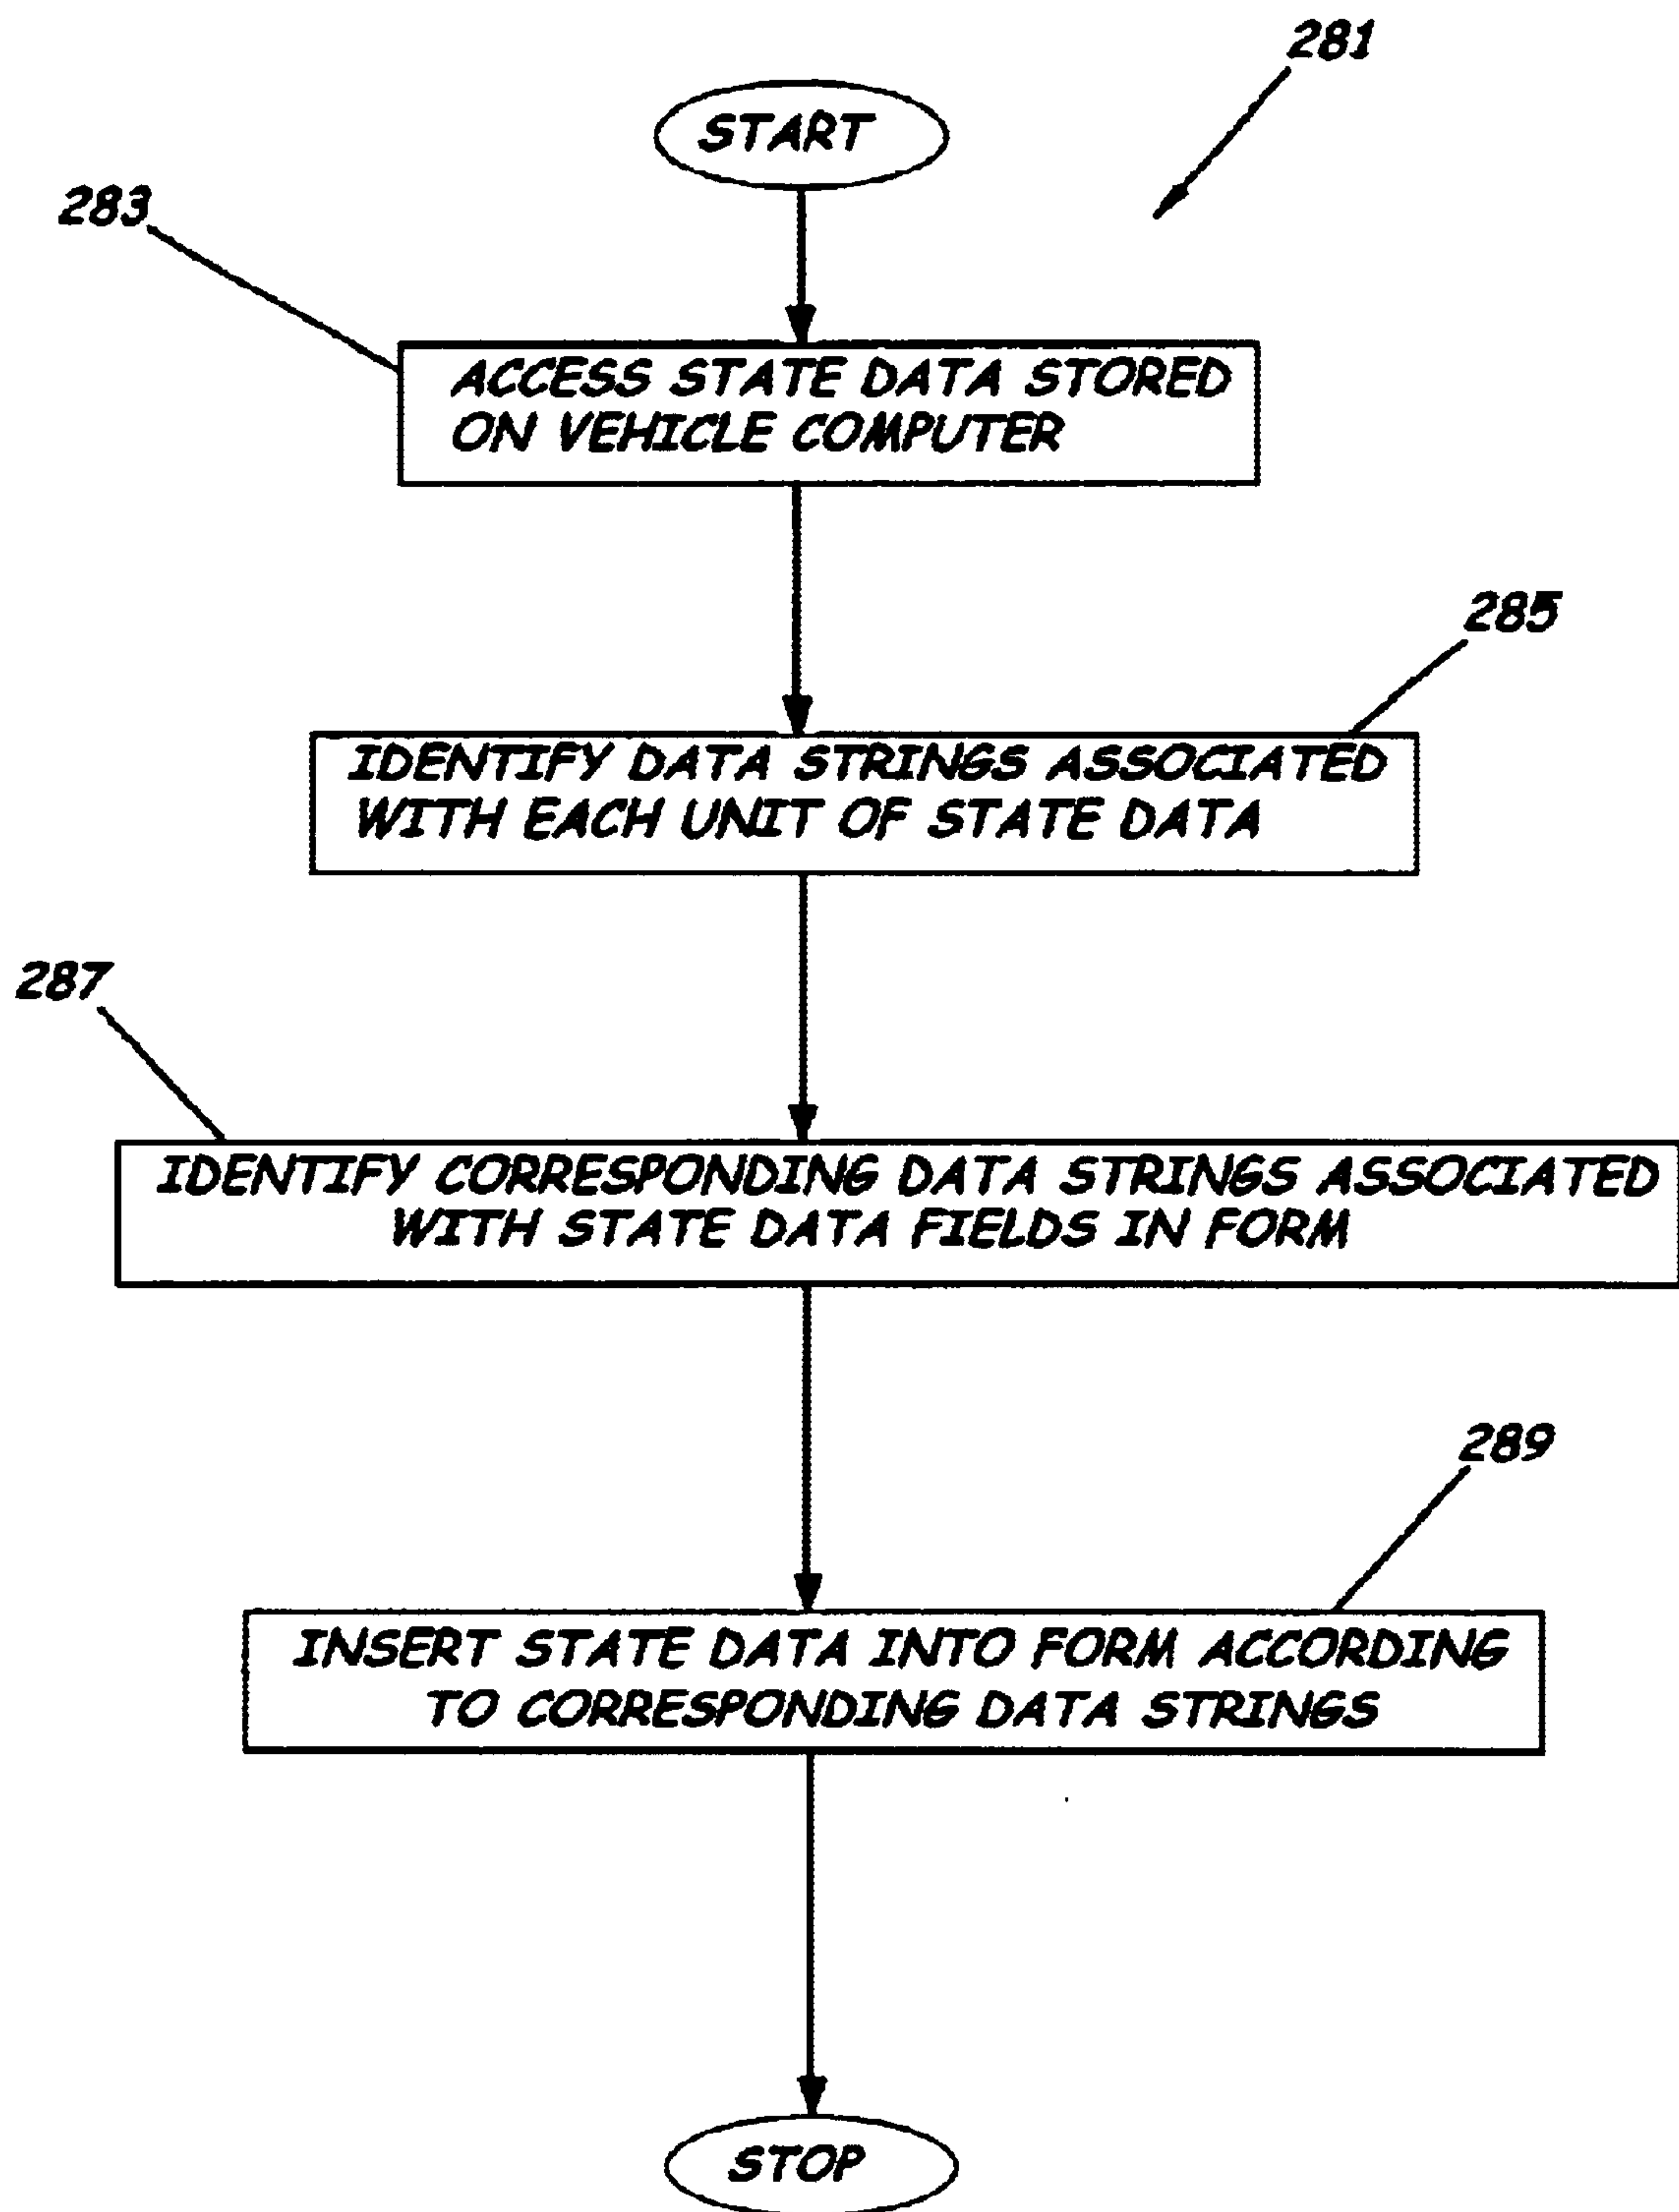 281
START
283
ACCESS STATE DATA STORED
ON VEHICLE COMPUTER
285
IDENTIFY DATA STRINGS ASSOCIATED
WITH EACH UNIT OF STATE DATA
287
IDENTIFY CORRESPONDING DATA STRINGS ASSOCIATED
WITH STATE DATA FIELDS IN FORM
289
INSERT STATE DATA INTO FORM ACCORDING
TO CORRESPONDING DATA STRINGS
STOP